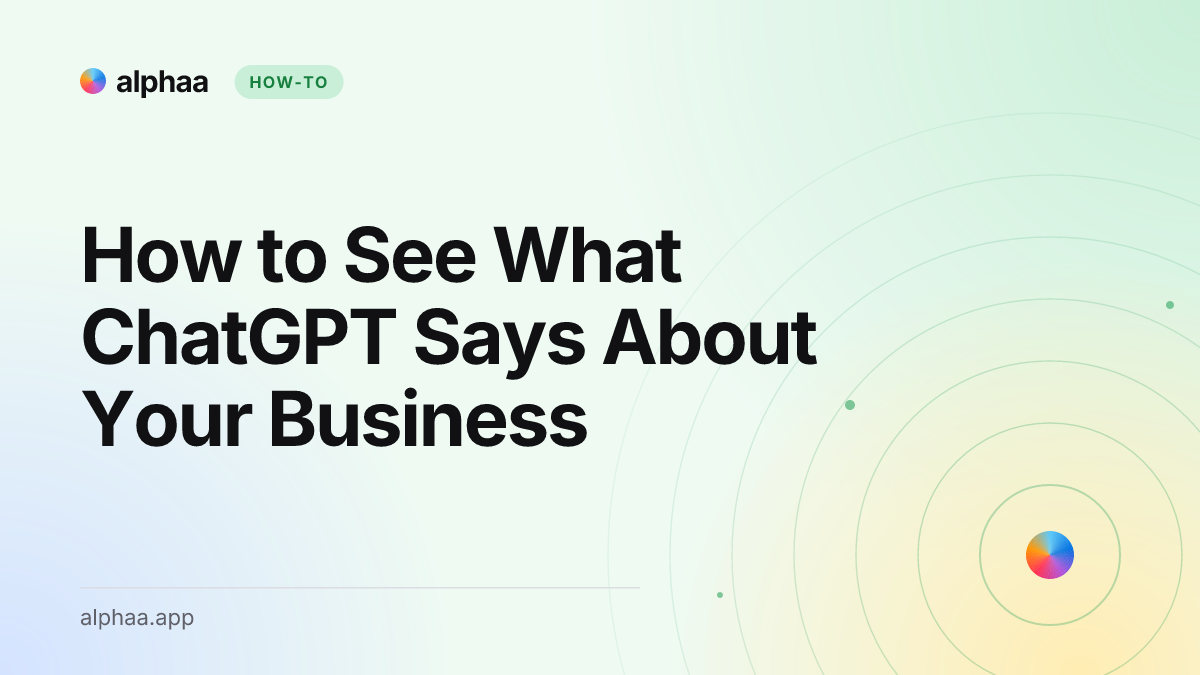 alphaa
HOW-TO
How to See What
ChatGPT Says About
Your Business
alphaa.app